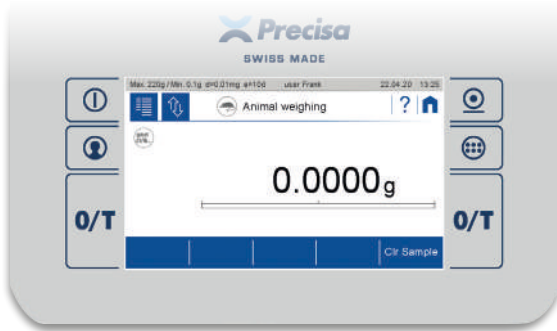 Precisa
SWISS MADE
Max. 220g / Min. 0.1g d=0.01mg e=10d user Frank 22.04.20 13:25
Animal weighing ?
0.0000g
0/T 0/T
Clr Sample